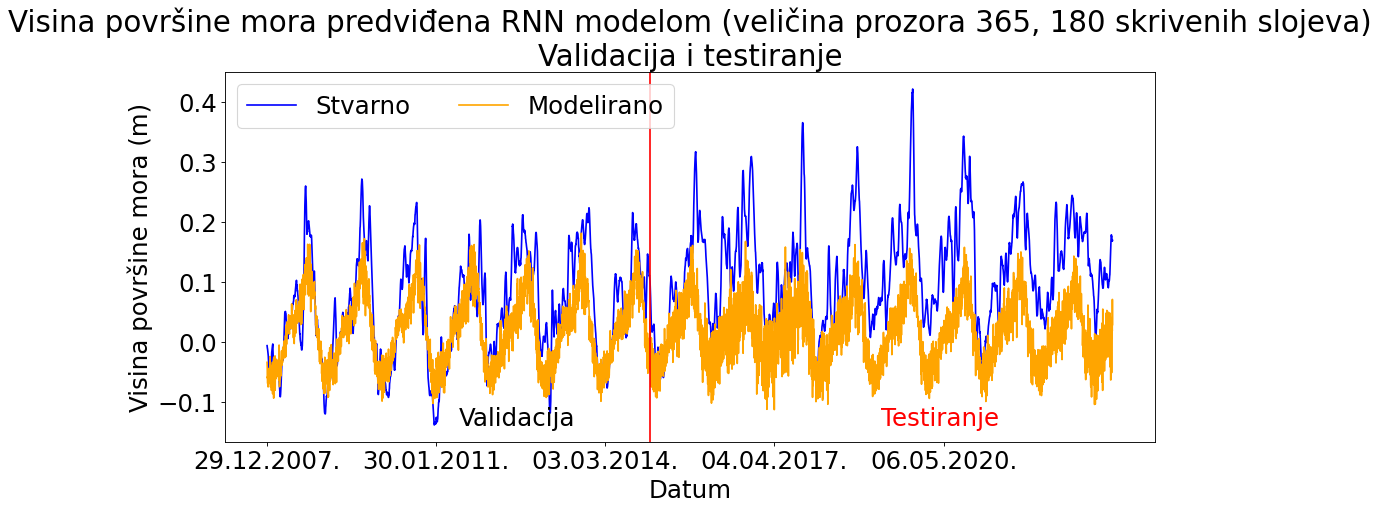 Visina površine mora predviđena RNN modelom (veličina prozora 365, 180 skrivenih slojeva)
Validacija i testiranje
Stvarno Modelirano
Visina površine mora (m)
0.4
0.3
0.2
0.1
0.0
−0.1
Validacija
Testiranje
29.12.2007. 30.01.2011. 03.03.2014. 04.04.2017. 06.05.2020.
Datum